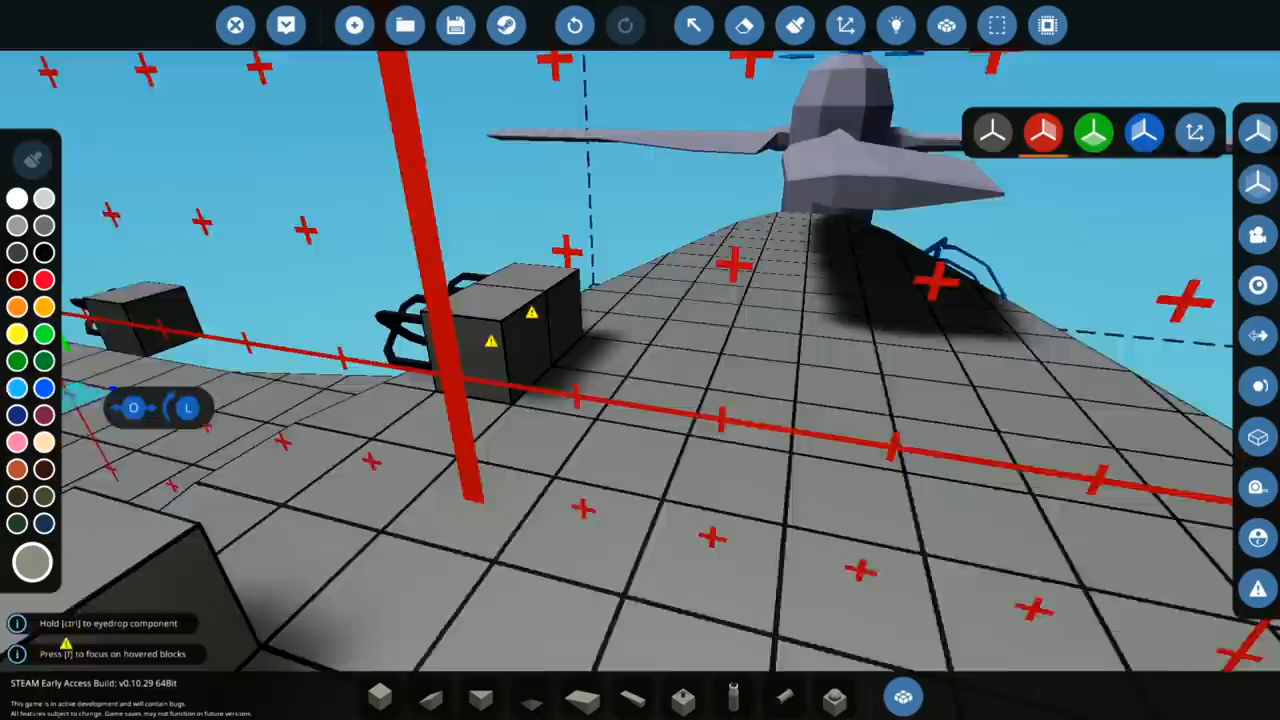 O L
Hold [ctrl] to eyedrop component
Press [f] to focus on hovered blocks
STEAM Early Access Build: v0.10.29 64Bit
This game is in active development and will contain bugs.
All features subject to change. Game saves may not function in future versions.